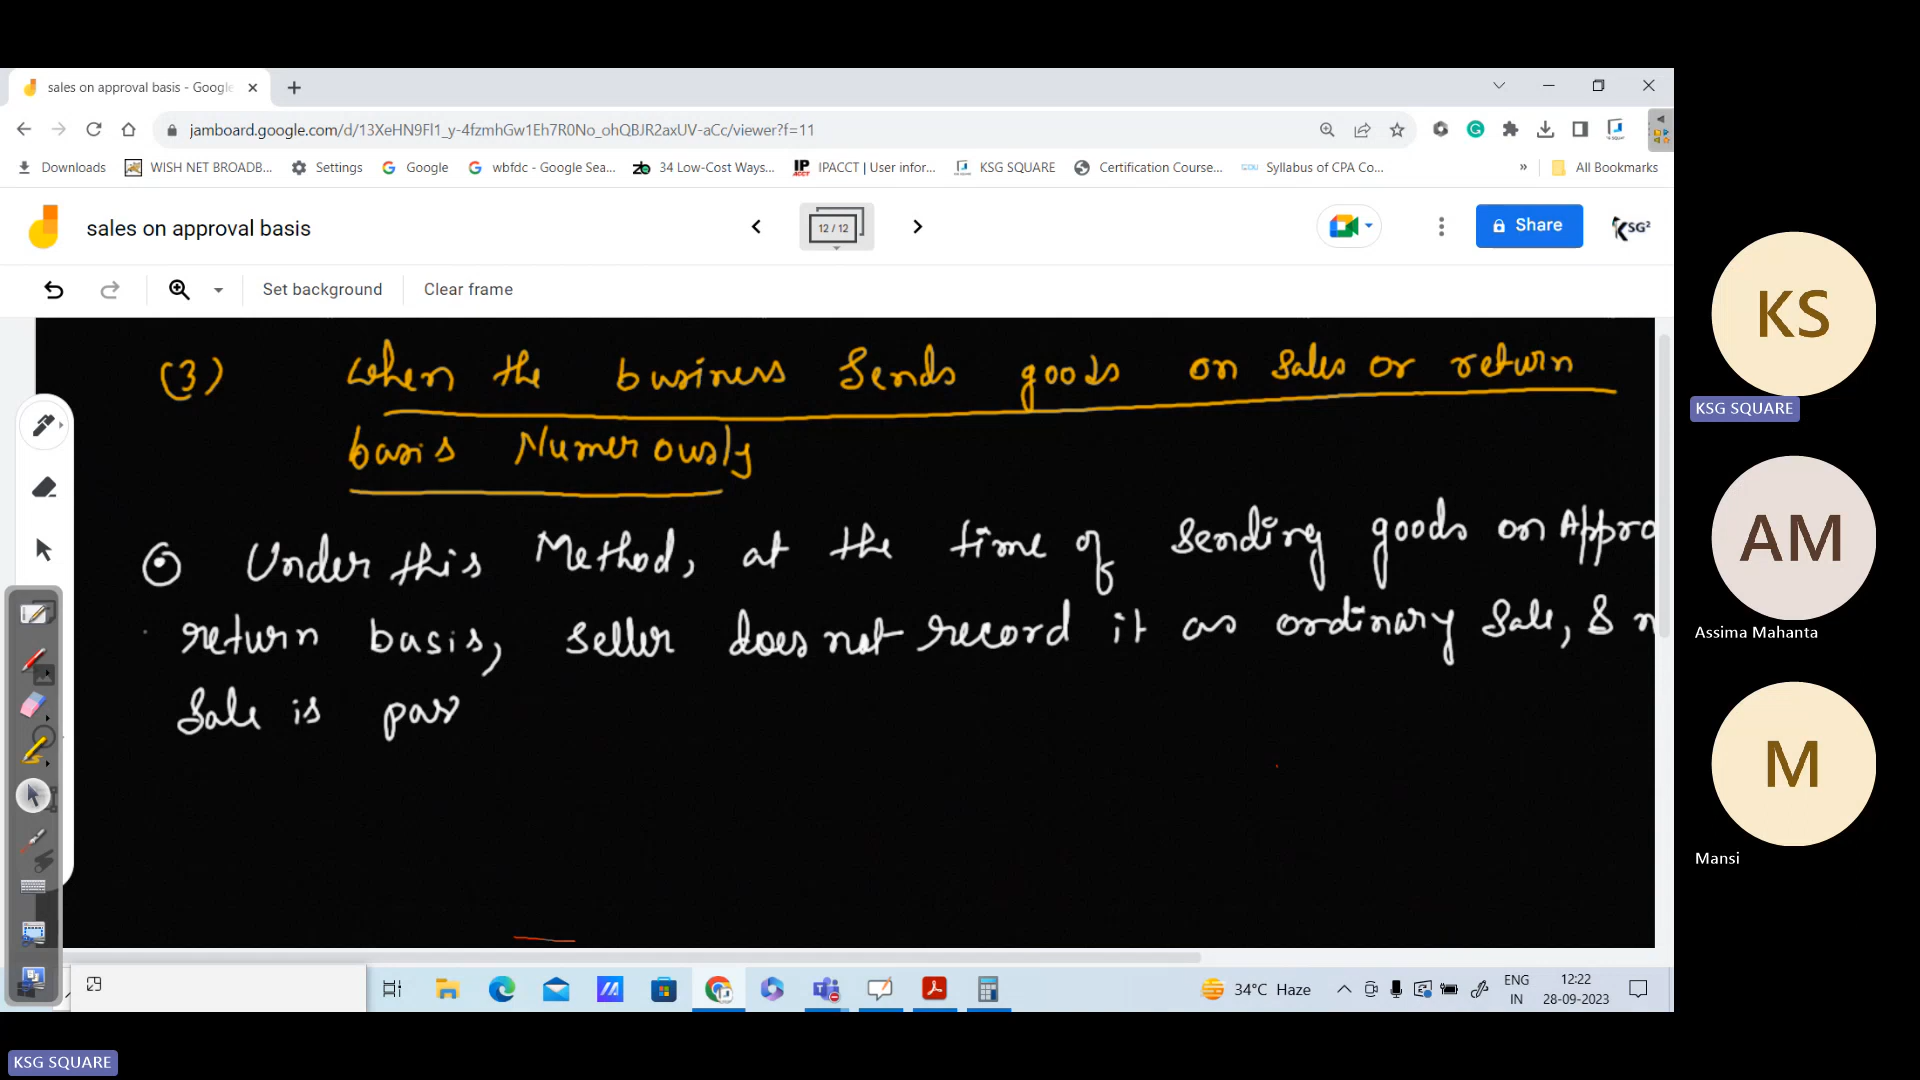 sales on approval basis - Google
jamboard.google.com/d/13XeHN9Fl1_y-4fzmhGw1Eh7R0No_ohQBJR2axUV-aCc/viewer?f=11
Downloads WISH NET BROADB... Settings Google wbfdc - Google Sea... 34 Low-Cost Ways... IPACCT | User infor... KSG SQUARE Certification Course... Syllabus of CPA Co... » All Bookmarks
sales on approval basis 12 / 12 Share KSG²
Set background Clear frame
(3) When the business Sends goods on Sales or return
basis Numerously
Under this Method, at the time of Sending goods on Appro
return basis, Seller does not record it as ordinary Sale, & n
Sale is pas
KS
KSG SQUARE
AM
Assima Mahanta
M
Mansi
34°C Haze ENG IN 12:22 28-09-2023
KSG SQUARE